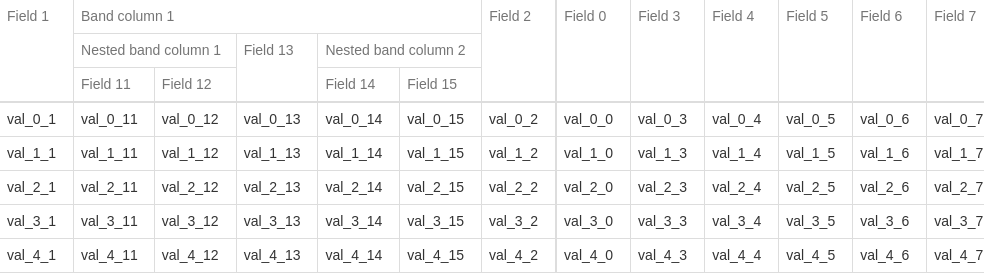 Field 1 Band column 1 Field 2 Field 0 Field 3 Field 4 Field 5 Field 6 Field 7
Nested band column 1 Field 13 Nested band column 2
Field 11 Field 12 Field 14 Field 15
val_0_1 val_0_11 val_0_12 val_0_13 val_0_14 val_0_15 val_0_2 val_0_0 val_0_3 val_0_4 val_0_5 val_0_6 val_0_7
val_1_1 val_1_11 val_1_12 val_1_13 val_1_14 val_1_15 val_1_2 val_1_0 val_1_3 val_1_4 val_1_5 val_1_6 val_1_7
val_2_1 val_2_11 val_2_12 val_2_13 val_2_14 val_2_15 val_2_2 val_2_0 val_2_3 val_2_4 val_2_5 val_2_6 val_2_7
val_3_1 val_3_11 val_3_12 val_3_13 val_3_14 val_3_15 val_3_2 val_3_0 val_3_3 val_3_4 val_3_5 val_3_6 val_3_7
val_4_1 val_4_11 val_4_12 val_4_13 val_4_14 val_4_15 val_4_2 val_4_0 val_4_3 val_4_4 val_4_5 val_4_6 val_4_7